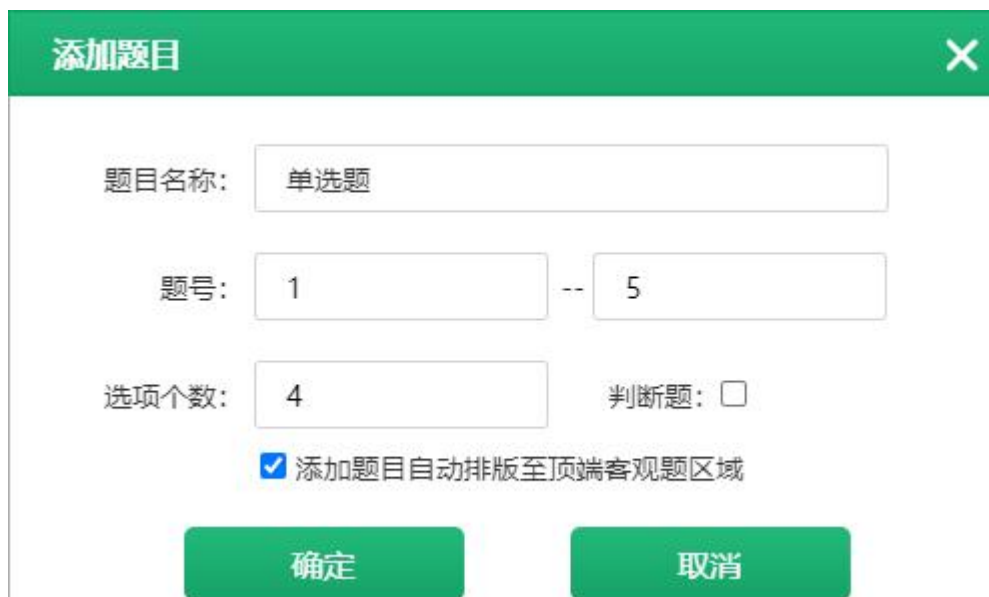 添加题目
题目名称： 单选题
题号： 1 -- 5
选项个数： 4 判断题：
添加题目自动排版至顶端客观题区域
确定 取消